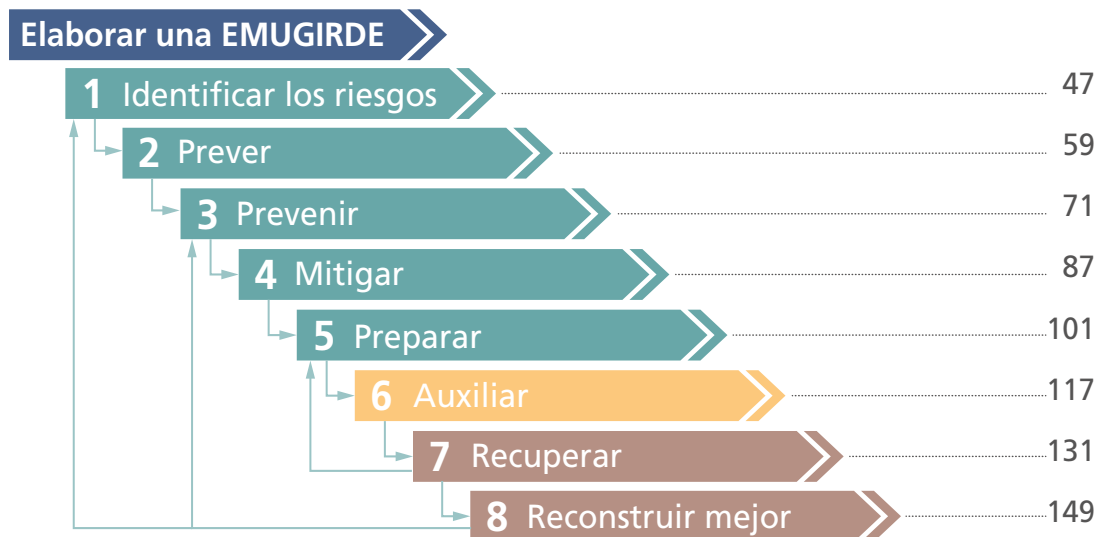 Elaborar una EMUGIRDE
1 Identificar los riesgos 47
2 Prever 59
3 Prevenir 71
4 Mitigar 87
5 Preparar 101
6 Auxiliar 117
7 Recuperar 131
8 Reconstruir mejor 149